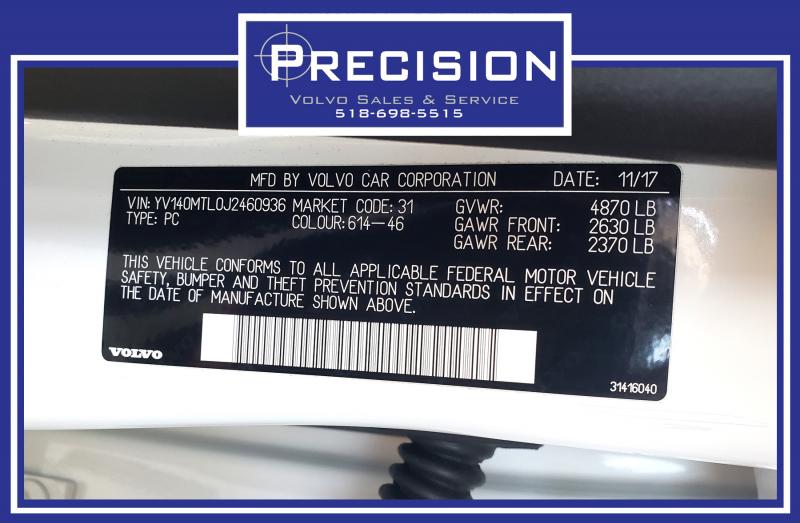 PRECISION
VOLVO SALES & SERVICE
518-698-5515
MFD BY VOLVO CAR CORPORATION DATE: 11/17
VIN: YV140MTL0J2460936 MARKET CODE: 31 GVWR: 4870 LB
TYPE: PC COLOUR: 614-46 GAWR FRONT: 2630 LB
GAWR REAR: 2370 LB
THIS VEHICLE CONFORMS TO ALL APPLICABLE FEDERAL MOTOR VEHICLE
SAFETY, BUMPER AND THEFT PREVENTION STANDARDS IN EFFECT ON
THE DATE OF MANUFACTURE SHOWN ABOVE.
VOLVO
31416040